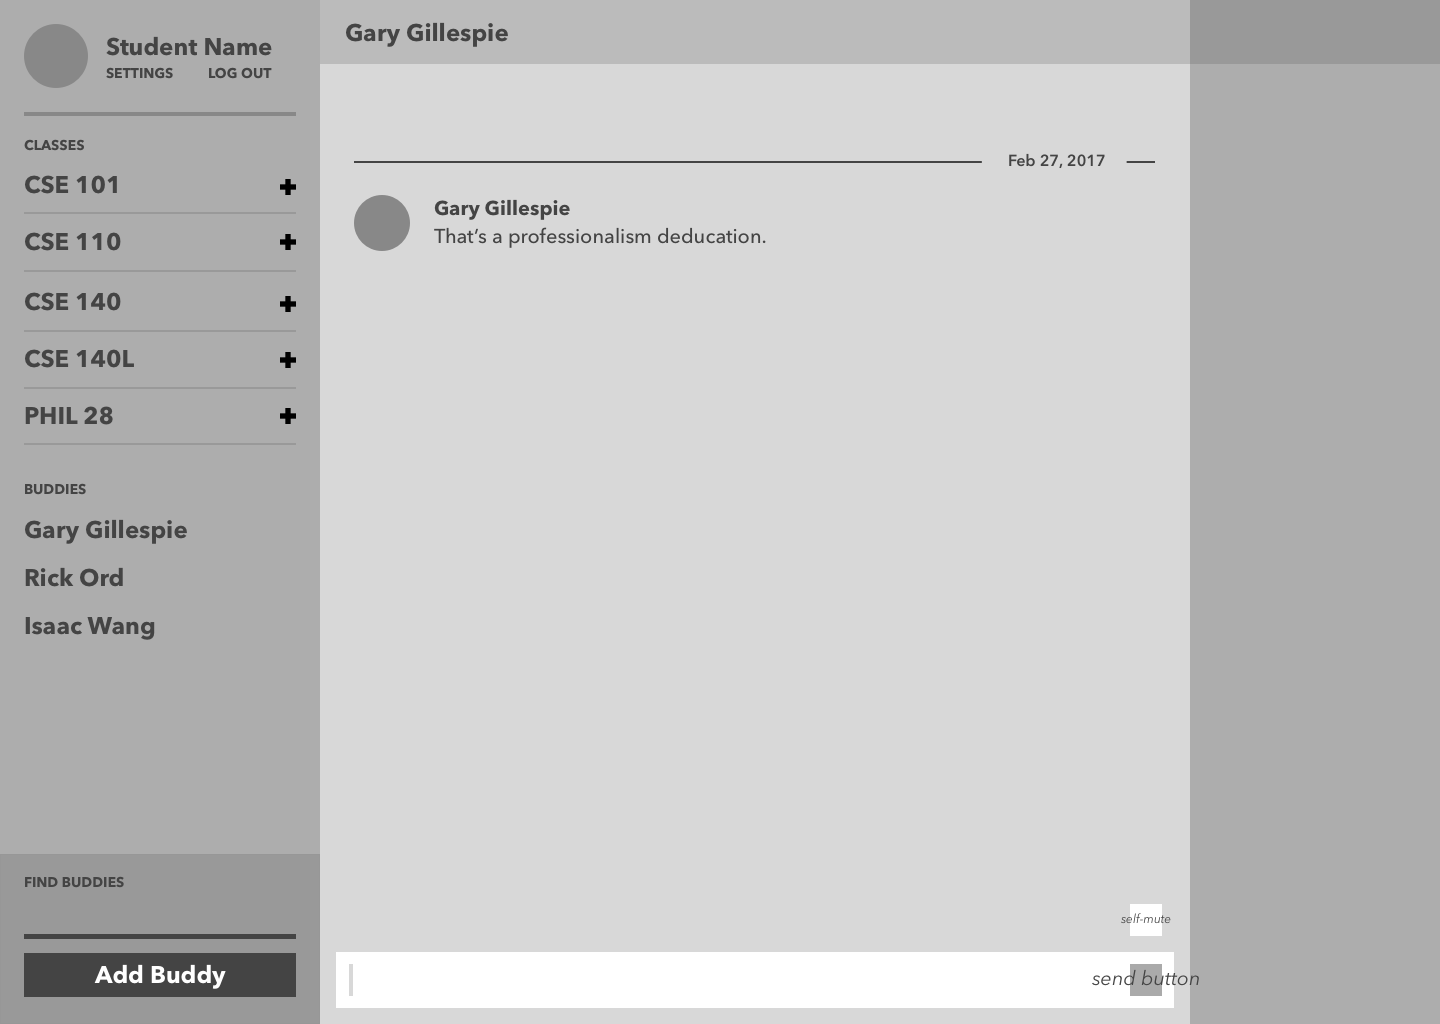 Student Name
SETTINGS LOG OUT
CLASSES
CSE 101
CSE 110
CSE 140
CSE 140L
PHIL 28
BUDDIES
Gary Gillespie
Rick Ord
Isaac Wang
FIND BUDDIES
Add Buddy
Gary Gillespie
Feb 27, 2017
Gary Gillespie
That's a professionalism deducation.
self-mute
send button